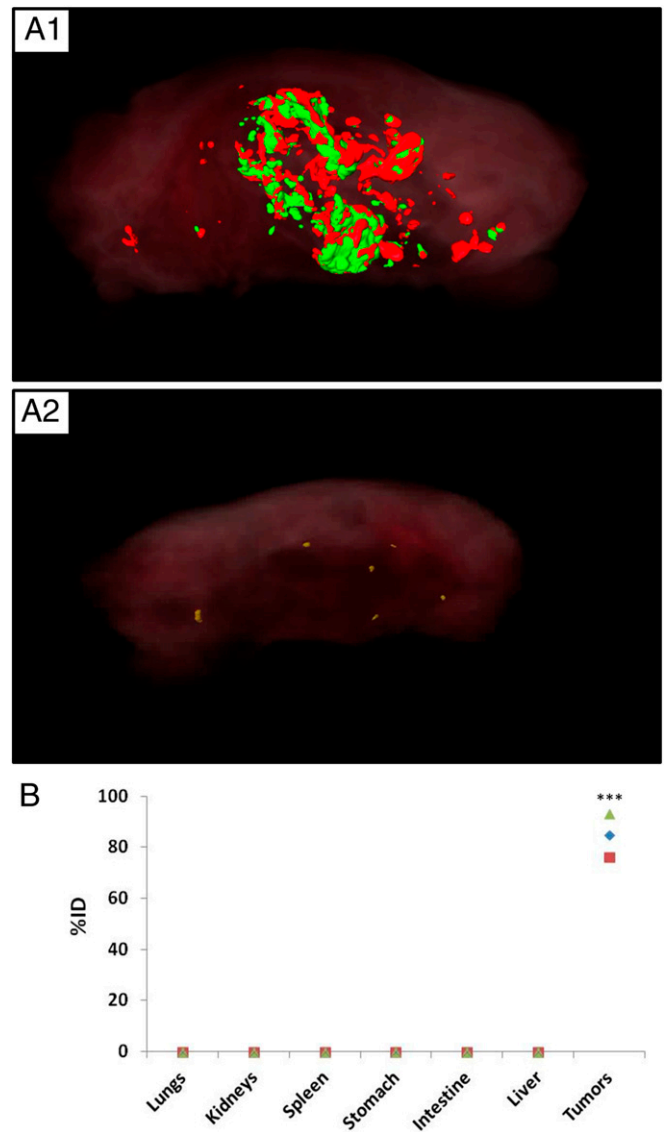 A1
A2
B
%ID
100
80
60
40
20
0
***
Lungs
Kidneys
Spleen
Stomach
Intestine
Liver
Tumors